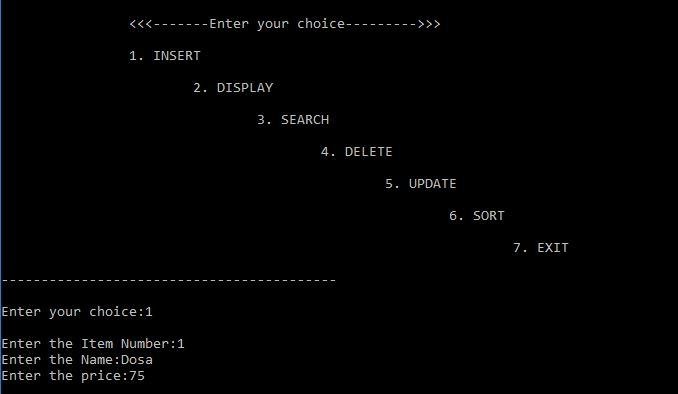 <<<-------Enter your choice--------->>>
1. INSERT
2. DISPLAY
3. SEARCH
4. DELETE
5. UPDATE
6. SORT
7. EXIT
------------------------------------------
Enter your choice:1
Enter the Item Number:1
Enter the Name:Dosa
Enter the price:75